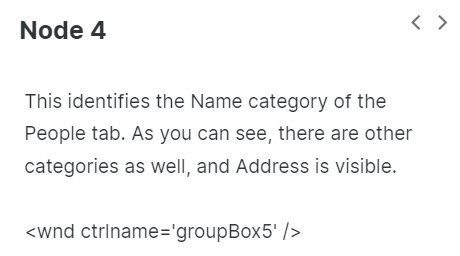 Node 4
This identifies the Name category of the
People tab. As you can see, there are other
categories as well, and Address is visible.
<wnd ctrlname='groupBox5' />